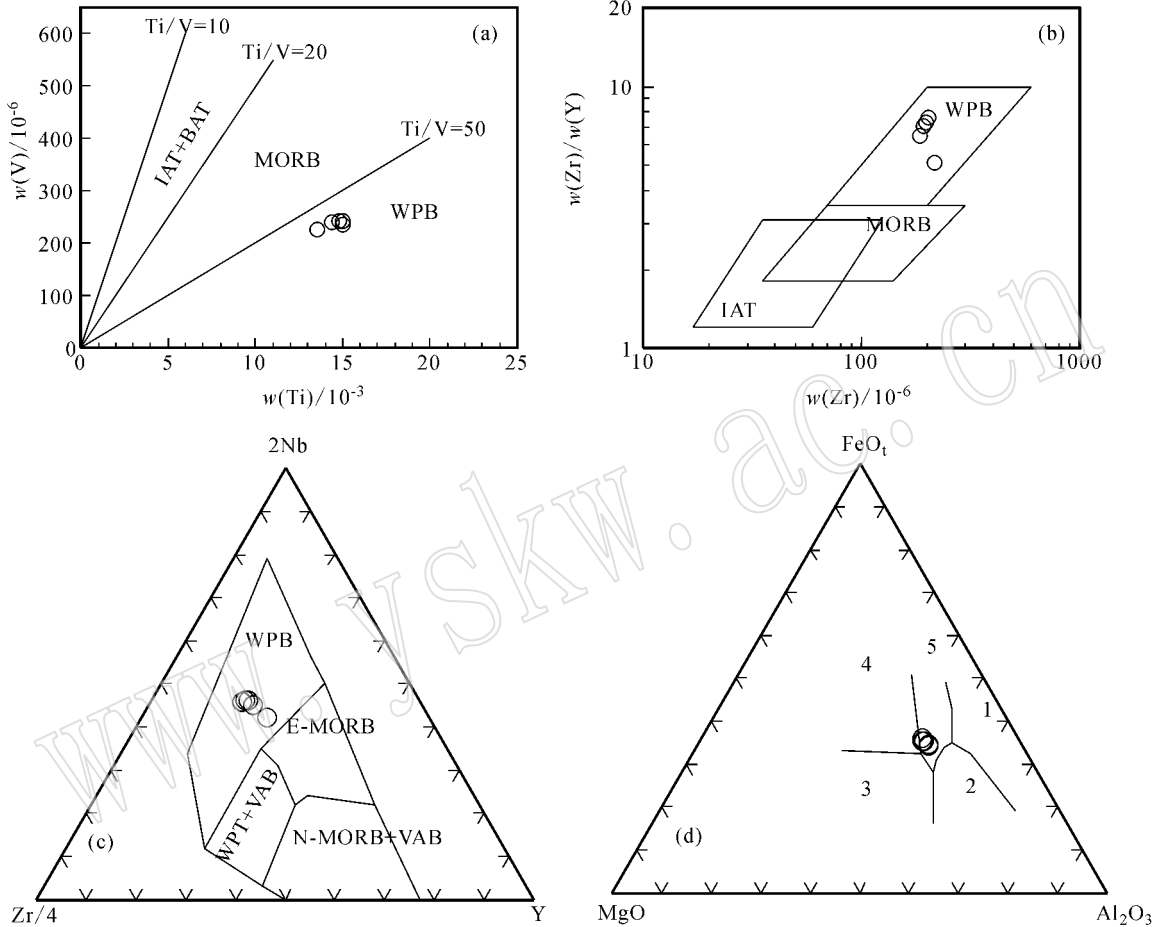 (a)
Ti/V=10
Ti/V=20
Ti/V=50
IAT+BAT
MORB
WPB
600
500
400
300
200
100
0
w(V)/10⁻⁶
0 5 10 15 20 25
w(Ti)/10⁻³
(b)
20
10
1
w(Zr)/w(Y)
WPB
MORB
IAT
10 100 1000
w(Zr)/10⁻⁶
2Nb
WPB
E-MORB
WPT+VAB
N-MORB+VAB
(c)
Zr/4 Y
FeOₜ
5
4
1
3 2
(d)
MgO Al₂O₃
www.yskw.ac.cn